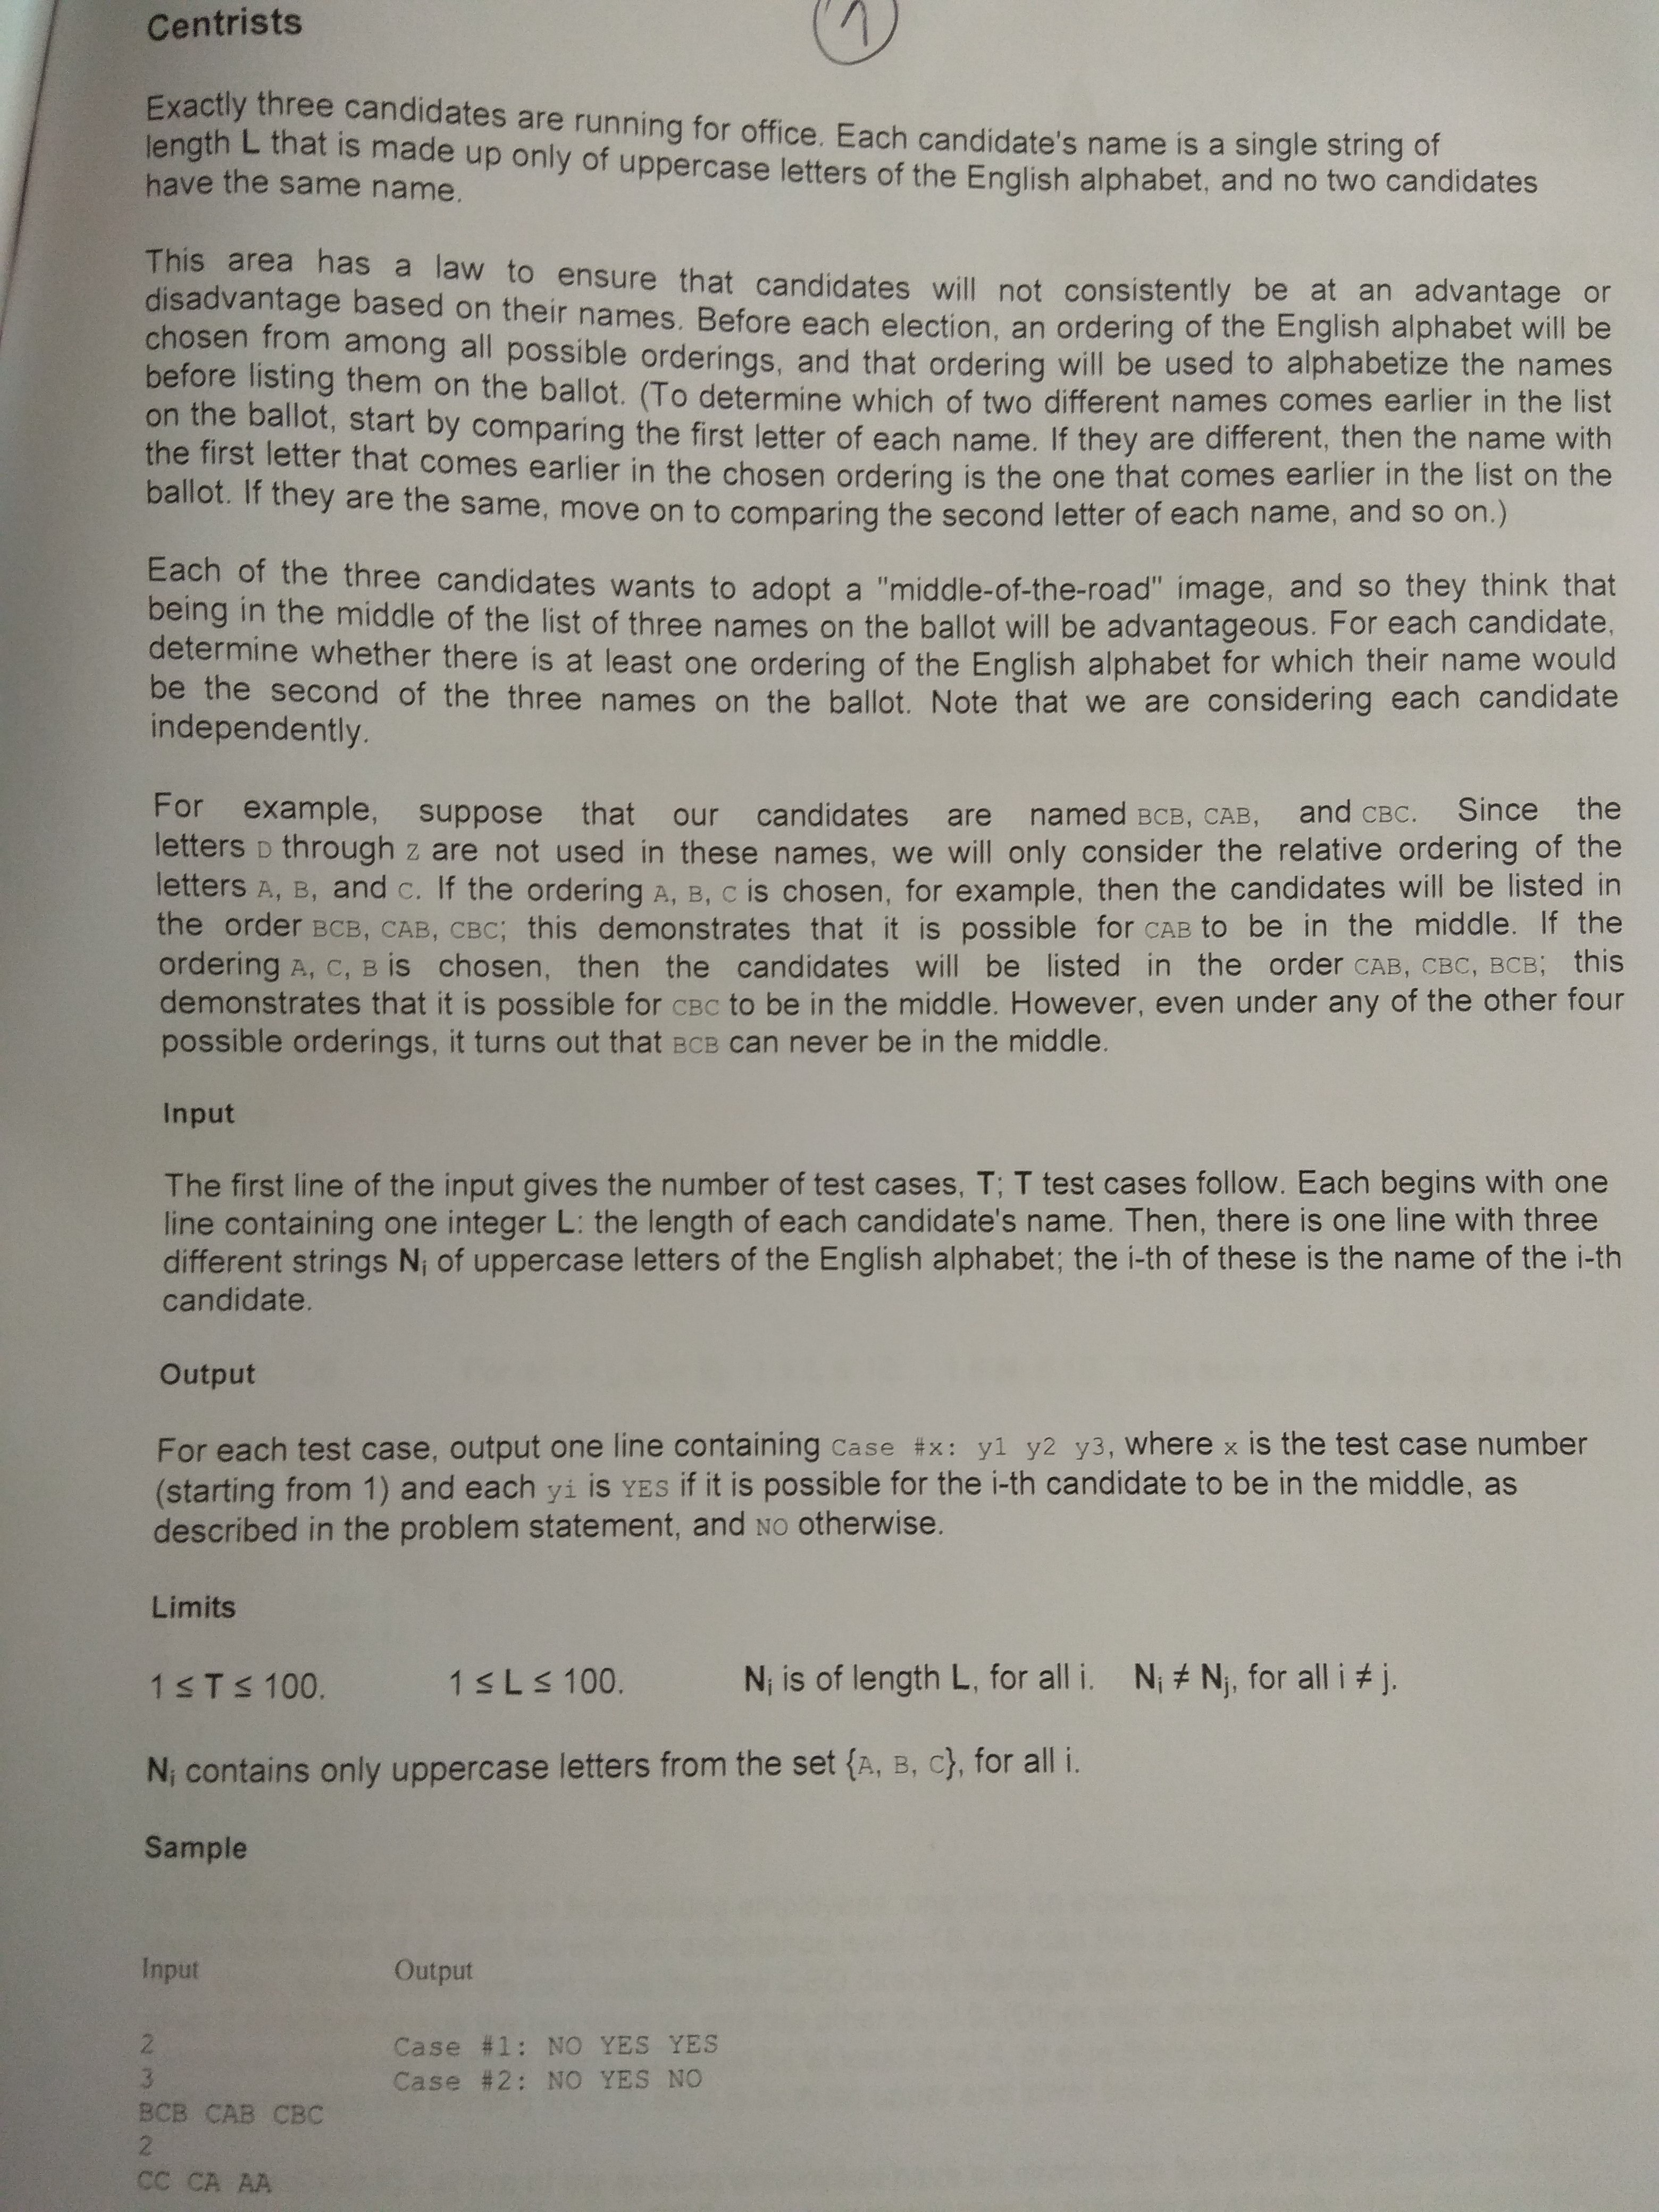 Centrists
1
Exactly three candidates are running for office. Each candidate's name is a single string of
length L that is made up only of uppercase letters of the English alphabet, and no two candidates
have the same name.
This area has a law to ensure that candidates will not consistently be at an advantage or
disadvantage based on their names. Before each election, an ordering of the English alphabet will be
chosen from among all possible orderings, and that ordering will be used to alphabetize the names
before listing them on the ballot. (To determine which of two different names comes earlier in the list
on the ballot, start by comparing the first letter of each name. If they are different, then the name with
the first letter that comes earlier in the chosen ordering is the one that comes earlier in the list on the
ballot. If they are the same, move on to comparing the second letter of each name, and so on.)
Each of the three candidates wants to adopt a "middle-of-the-road" image, and so they think that
being in the middle of the list of three names on the ballot will be advantageous. For each candidate,
determine whether there is at least one ordering of the English alphabet for which their name would
be the second of the three names on the ballot. Note that we are considering each candidate
independently.
For example, suppose that our candidates are named BCB, CAB, and CBC. Since the
letters D through Z are not used in these names, we will only consider the relative ordering of the
letters A, B, and C. If the ordering A, B, C is chosen, for example, then the candidates will be listed in
the order BCB, CAB, CBC; this demonstrates that it is possible for CAB to be in the middle. If the
ordering A, C, B is chosen, then the candidates will be listed in the order CAB, CBC, BCB; this
demonstrates that it is possible for CBC to be in the middle. However, even under any of the other four
possible orderings, it turns out that BCB can never be in the middle.
Input
The first line of the input gives the number of test cases, T; T test cases follow. Each begins with one
line containing one integer L: the length of each candidate's name. Then, there is one line with three
different strings Ni of uppercase letters of the English alphabet; the i-th of these is the name of the i-th
candidate.
Output
For each test case, output one line containing Case #x: y1 y2 y3, where x is the test case number
(starting from 1) and each yi is YES if it is possible for the i-th candidate to be in the middle, as
described in the problem statement, and NO otherwise.
Limits
1 ≤ T ≤ 100. 1 ≤ L ≤ 100. Ni is of length L, for all i. Ni ≠ Nj, for all i ≠ j.
Ni contains only uppercase letters from the set {A, B, C}, for all i.
Sample
Input Output
2 Case #1: NO YES YES
3 Case #2: NO YES NO
BCB CAB CBC
2
CC CA AA